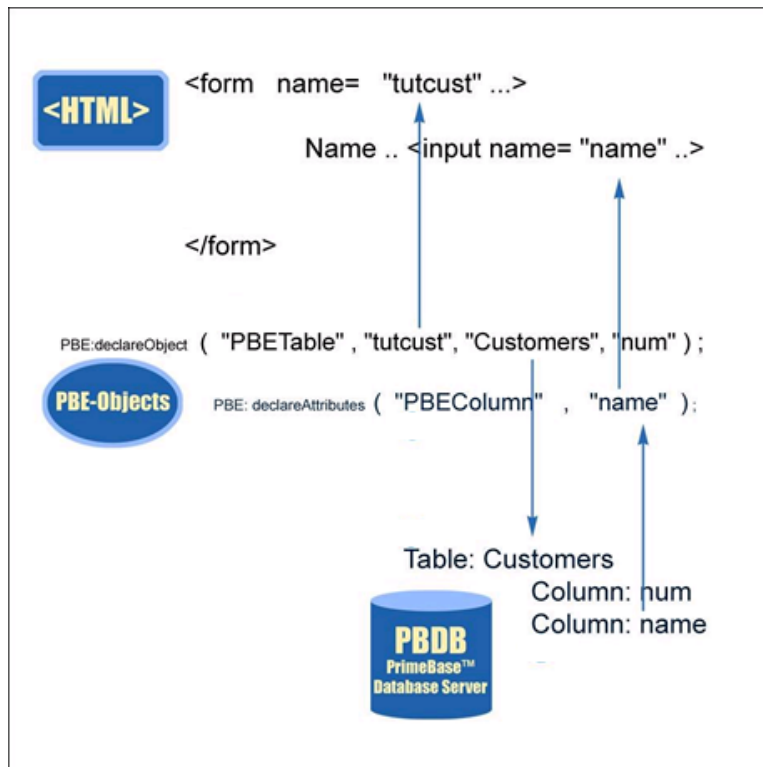 <HTML>
<form name= "tutcust" ...>
Name .. <input name= "name" ..>
</form>
PBE:declareObject ( "PBETable" , "tutcust", "Customers", "num" ) ;
PBE-Objects
PBE: declareAttributes ( "PBEColumn" , "name" ) ;
Table: Customers
Column: num
Column: name
PBDB
PrimeBase™
Database Server